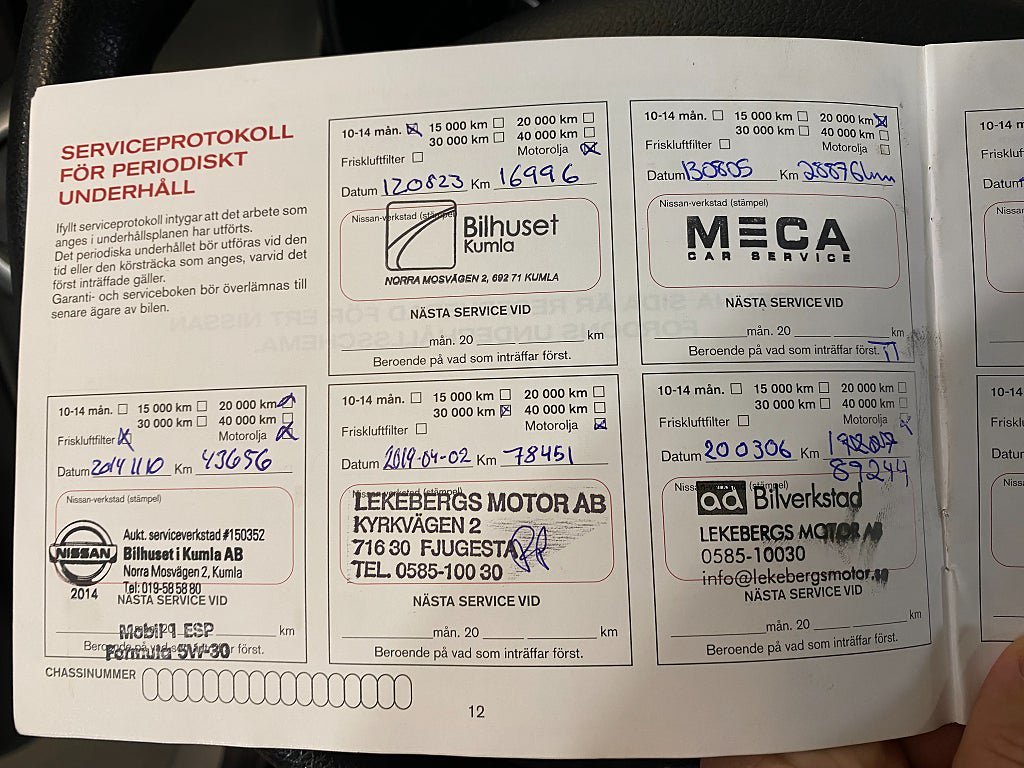 SERVICEPROTOKOLL
FÖR PERIODISKT
UNDERHÅLL
Ifyllt serviceprotokoll intygar att det arbete som
anges i underhållsplanen har utförts.
Det periodiska underhållet bör utföras vid den
tid eller den körsträcka som anges, varvid det
först inträffade gäller.
Garanti- och serviceboken bör överlämnas till
senare ägare av bilen.
10-14 mån. 15 000 km 20 000 km
30 000 km 40 000 km
Friskluftfilter Motorolja
Datum 120823 Km 16996
Nissan-verkstad (stämpel)
Bilhuset
Kumla
NORRA MOSVÄGEN 2, 692 71 KUMLA
NÄSTA SERVICE VID
mån. 20 km
Beroende på vad som inträffar först.
10-14 mån. 15 000 km 20 000 km
30 000 km 40 000 km
Friskluftfilter Motorolja
Datum 130805 Km
Nissan-verkstad (stämpel)
MECA
CAR SERVICE
NÄSTA SERVICE VID
mån. 20 km
Beroende på vad som inträffar först.
10-14 mån. 15 000 km 20 000 km
30 000 km 40 000 km
Friskluftfilter Motorolja
Datum 20141110 Km 43656
Nissan-verkstad (stämpel)
NISSAN
2014
Aukt. serviceverkstad #150352
Bilhuset i Kumla AB
Norra Mosvägen 2, Kumla
Tel: 019-58 58 80
NÄSTA SERVICE VID
Mobil 1 ESP
km
Beroende på vad som inträffar först.
Formula 5W-30
10-14 mån. 15 000 km 20 000 km
30 000 km 40 000 km
Friskluftfilter Motorolja
Datum 2019-04-02 Km 78451
Nissan-verkstad (stämpel)
LEKEBERGS MOTOR AB
KYRKVÄGEN 2
716 30 FJUGESTA
TEL. 0585-100 30
NÄSTA SERVICE VID
mån. 20 km
Beroende på vad som inträffar först.
10-14 mån. 15 000 km 20 000 km
30 000 km 40 000 km
Friskluftfilter Motorolja
Datum 200306 Km
89244
Nissan-verkstad (stämpel)
ad Bilverkstad
LEKEBERGS MOTOR AB
0585-10030
info@lekebergsmotor.se
NÄSTA SERVICE VID
mån. 20 km
Beroende på vad som inträffar först.
CHASSINUMMER
12